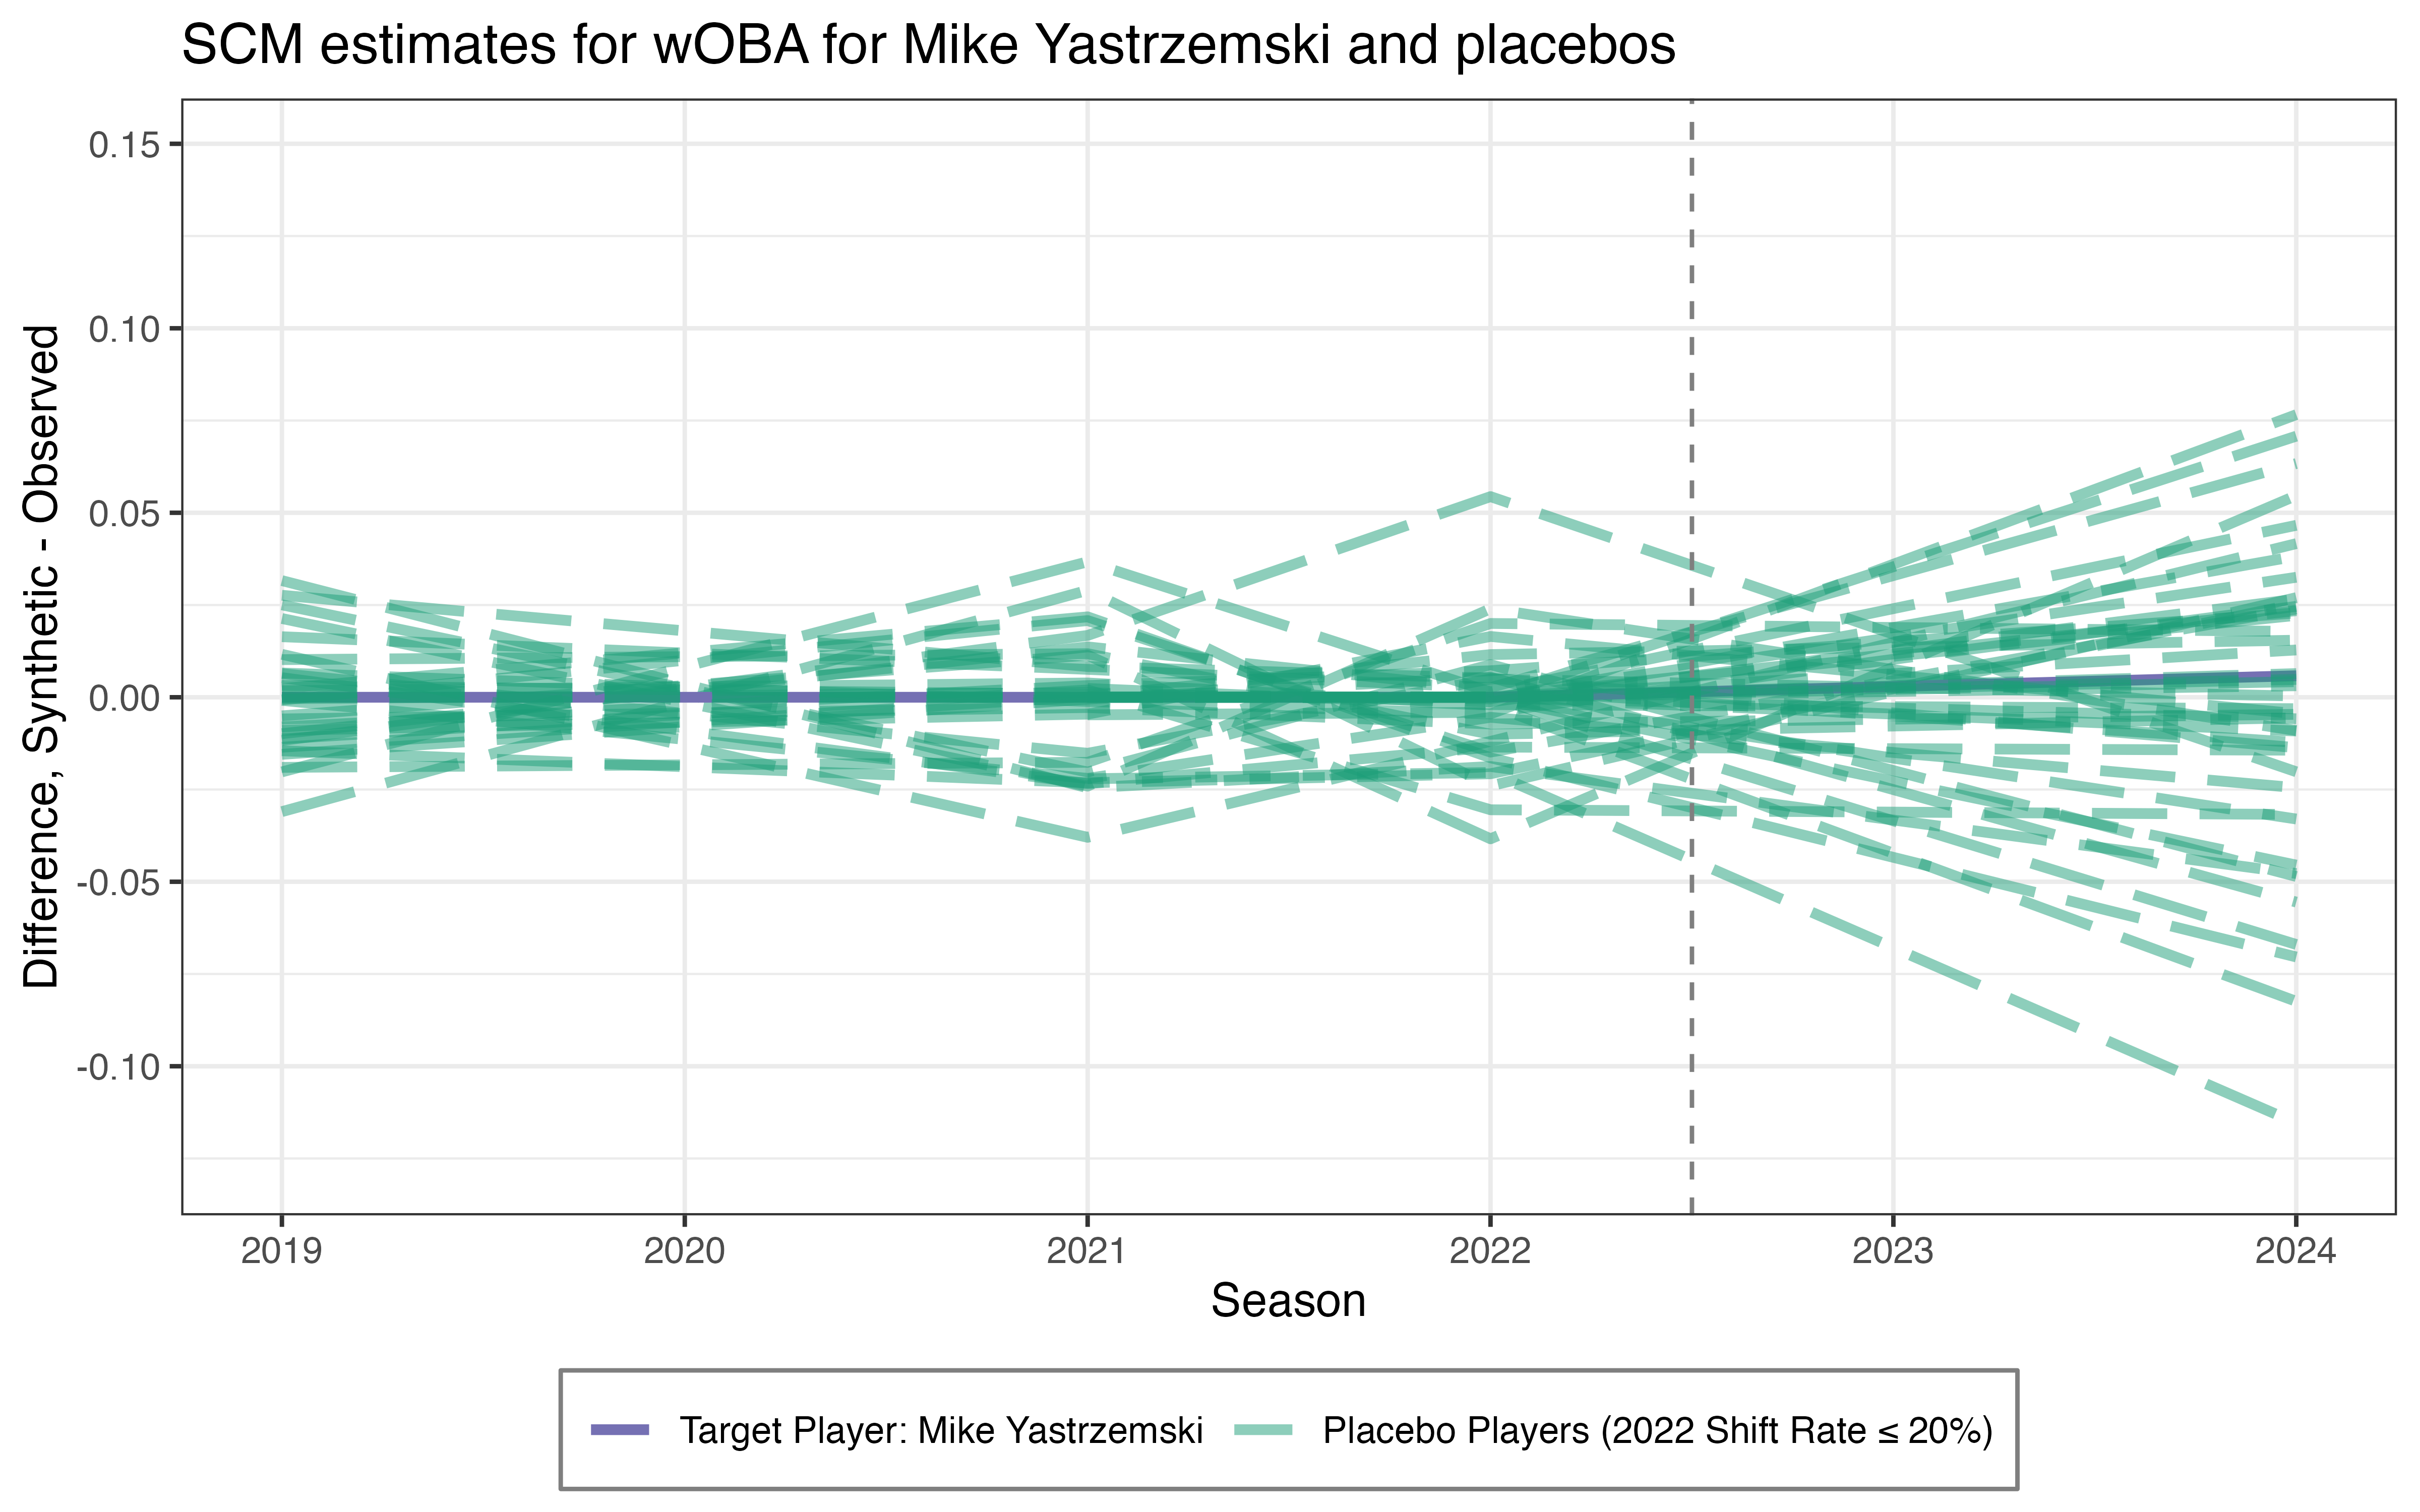 SCM estimates for wOBA for Mike Yastrzemski and placebos
Difference, Synthetic - Observed
0.15
0.10
0.05
0.00
-0.05
-0.10
2019 2020 2021 2022 2023 2024
Season
Target Player: Mike Yastrzemski Placebo Players (2022 Shift Rate ≤ 20%)